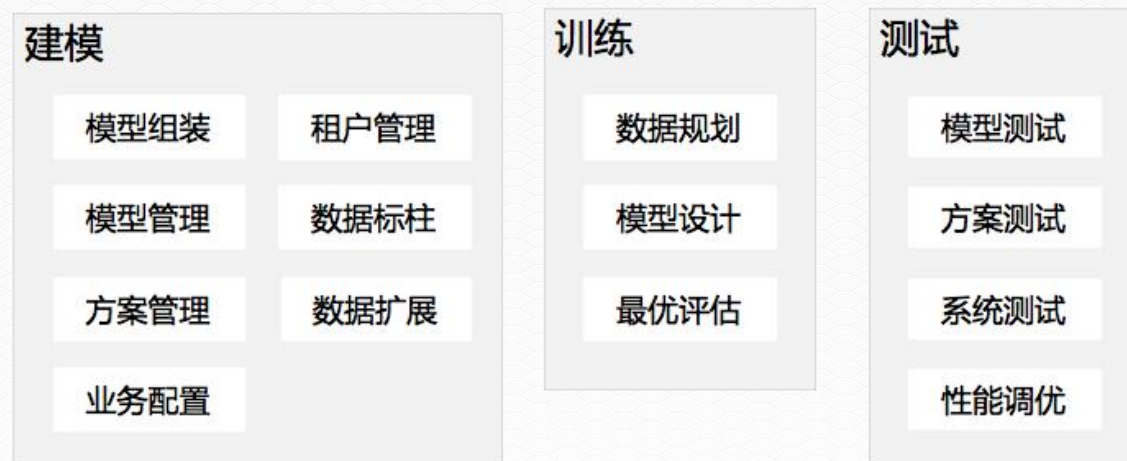 建模
模型组装
租户管理
模型管理
数据标柱
方案管理
数据扩展
业务配置
训练
数据规划
模型设计
最优评估
测试
模型测试
方案测试
系统测试
性能调优